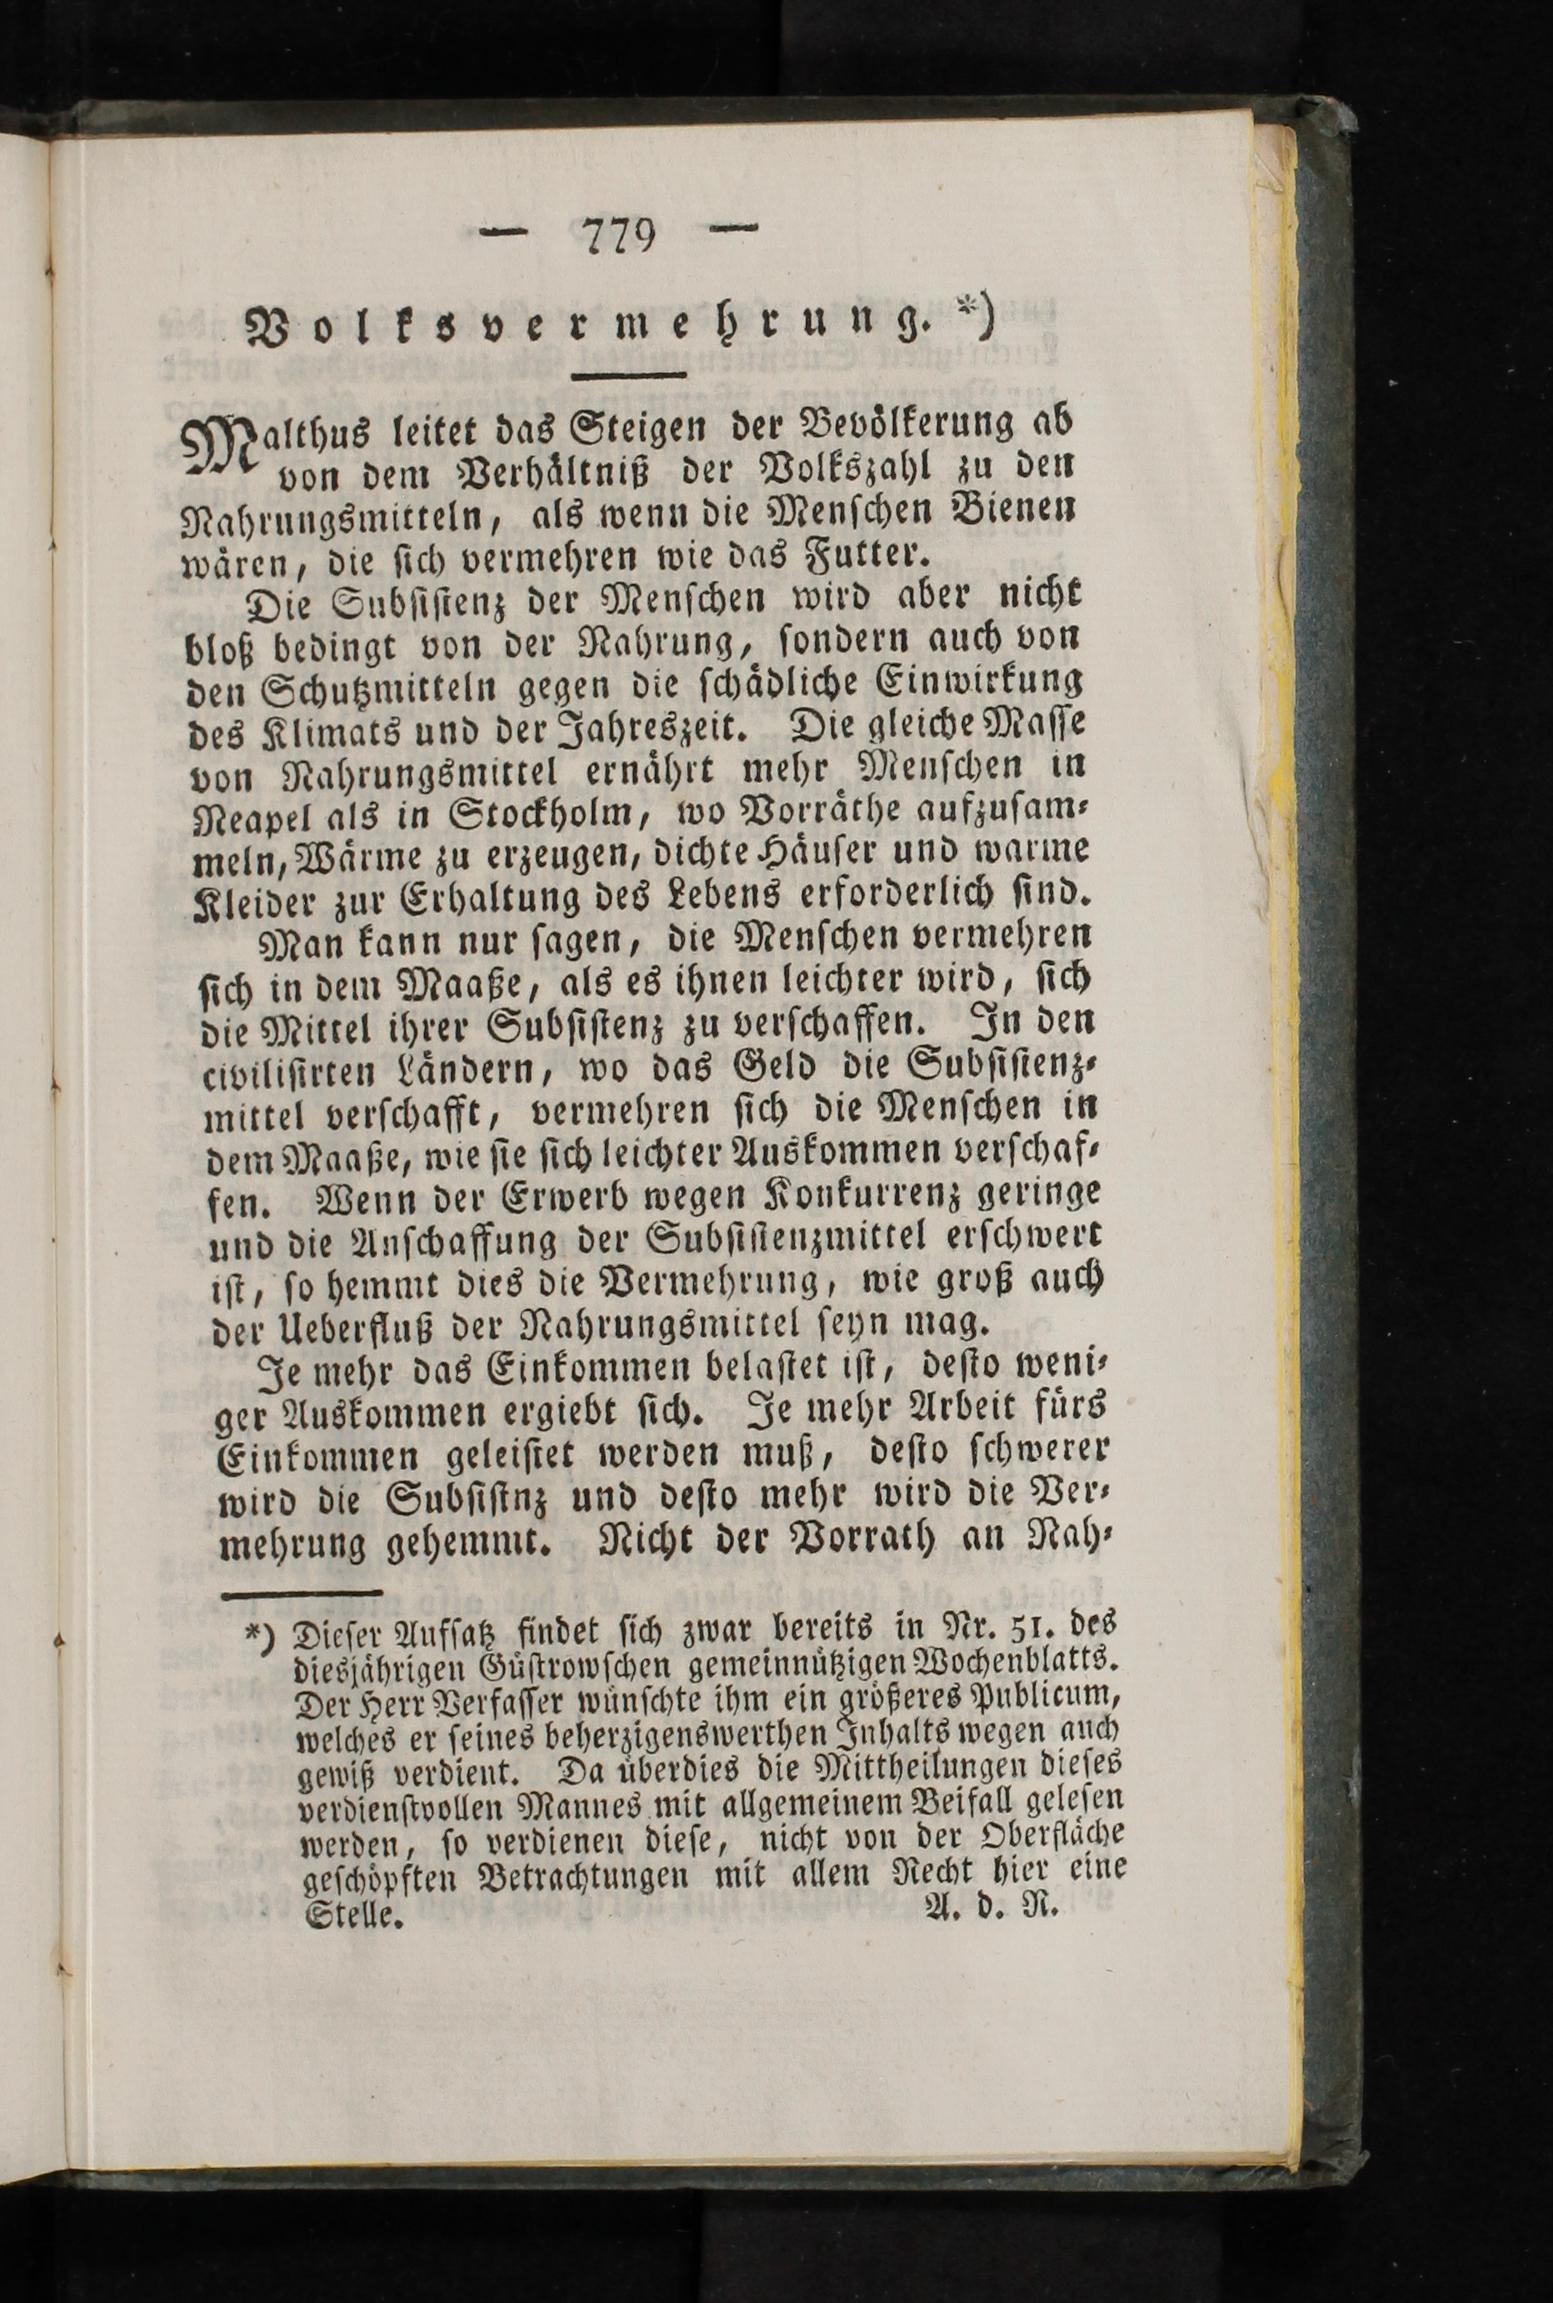 — 779 —
Volksvermehrung. *)
Malthus leitet das Steigen der Bevölkerung ab
von dem Verhältniß der Volkszahl zu den
Nahrungsmitteln, als wenn die Menschen Bienen
wären, die sich vermehren wie das Futter.
Die Subsistenz der Menschen wird aber nicht
bloß bedingt von der Nahrung, sondern auch von
den Schutzmitteln gegen die schädliche Einwirkung
des Klimats und der Jahreszeit. Die gleiche Masse
von Nahrungsmittel ernährt mehr Menschen in
Neapel als in Stockholm, wo Vorräthe aufzusam-
meln, Wärme zu erzeugen, dichte Häuser und warme
Kleider zur Erhaltung des Lebens erforderlich sind.
Man kann nur sagen, die Menschen vermehren
sich in dem Maaße, als es ihnen leichter wird, sich
die Mittel ihrer Subsistenz zu verschaffen. In den
civilisirten Ländern, wo das Geld die Subsistenz-
mittel verschafft, vermehren sich die Menschen in
dem Maaße, wie sie sich leichter Auskommen verschaf-
fen. Wenn der Erwerb wegen Konkurrenz geringe
und die Anschaffung der Subsistenzmittel erschwert
ist, so hemmt dies die Vermehrung, wie groß auch
der Ueberfluß der Nahrungsmittel seyn mag.
Je mehr das Einkommen belastet ist, desto weni-
ger Auskommen ergiebt sich. Je mehr Arbeit fürs
Einkommen geleistet werden muß, desto schwerer
wird die Subsistnz und desto mehr wird die Ver-
mehrung gehemmt. Nicht der Vorrath an Nah-
*) Dieser Aufsatz findet sich zwar bereits in Nr. 51. des
diesjährigen Güstrowschen gemeinnützigen Wochenblatts.
Der Herr Verfasser wünschte ihm ein größeres Publicum,
welches er seines beherzigenswerthen Inhalts wegen auch
gewiß verdient. Da überdies die Mittheilungen dieses
verdienstvollen Mannes mit allgemeinem Beifall gelesen
werden, so verdienen diese, nicht von der Oberfläche
geschöpften Betrachtungen mit allem Recht hier eine
Stelle. A. d. R.